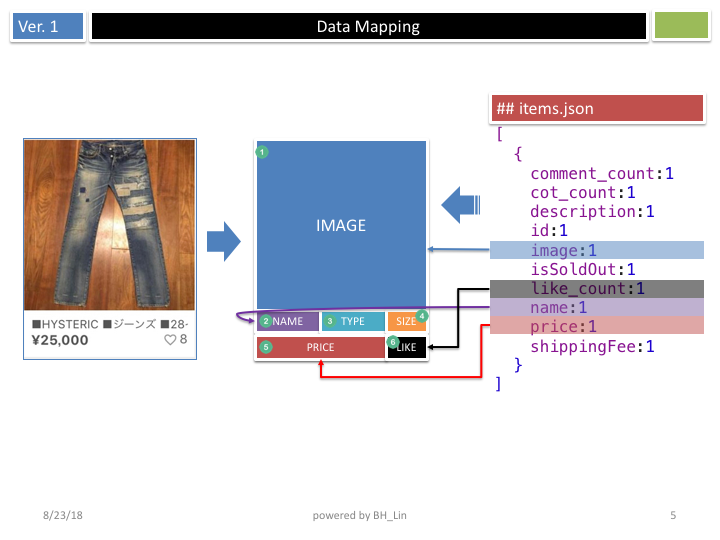 Ver. 1
Data Mapping
## items.json
[
{
comment_count:1
cot_count:1
description:1
id:1
image:1
isSoldOut:1
like_count:1
name:1
price:1
shippingFee:1
}
]
1
IMAGE
2 NAME
3 TYPE
SIZE 4
5 PRICE
6 LIKE
■HYSTERIC ■ジーンズ ■28-
¥25,000
♡ 8
8/23/18
powered by BH_Lin
5